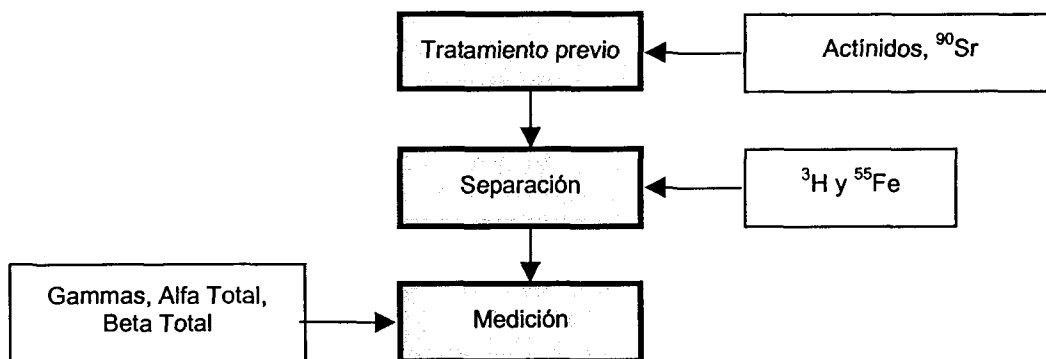 Tratamiento previo
Actínidos, ⁹⁰Sr
Separación
³H y ⁵⁵Fe
Gammas, Alfa Total,
Beta Total
Medición